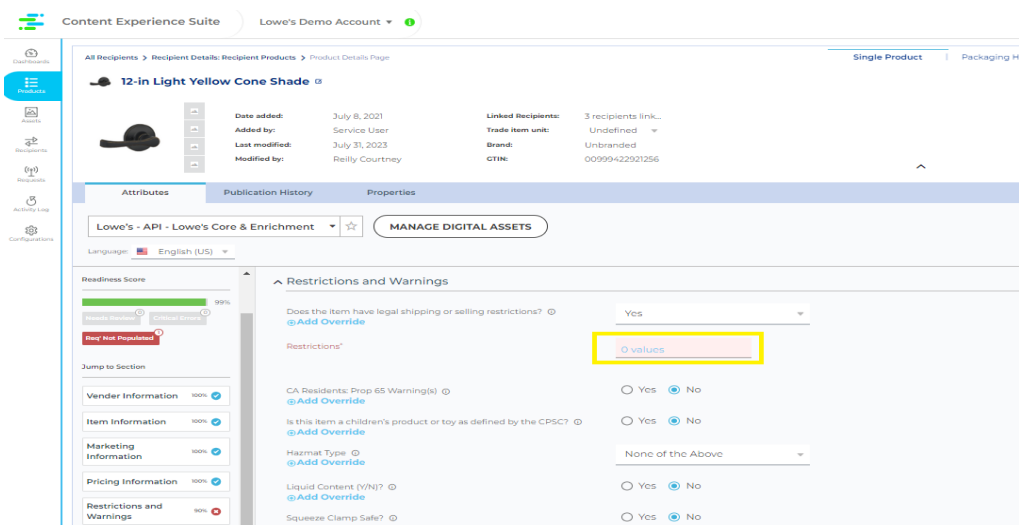 Content Experience Suite
Lowe's Demo Account
Dashboards
Products
Assets
Recipients
Requests
Activity Log
Configurations
All Recipients > Recipient Details: Recipient Products > Product Details Page
Single Product | Packaging H
12-in Light Yellow Cone Shade
Date added: July 8, 2021
Added by: Service User
Last modified: July 31, 2023
Modified by: Reilly Courtney
Linked Recipients: 3 recipients link...
Trade item unit: Undefined
Brand: Unbranded
GTIN: 00999422921256
Attributes Publication History Properties
Lowe's - API - Lowe's Core & Enrichment
MANAGE DIGITAL ASSETS
Language: English (US)
Readiness Score
99%
Needs Review 0 Critical Errors 0
Req' Not Populated 1
Jump to Section
Vender Information 100%
Item Information 100%
Marketing
Information 100%
Pricing Information 100%
Restrictions and
Warnings 90%
Restrictions and Warnings
Does the item have legal shipping or selling restrictions? Yes
Add Override
Restrictions* 0 values
CA Residents: Prop 65 Warning(s) Yes No
Add Override
Is this item a children's product or toy as defined by the CPSC? Yes No
Add Override
Hazmat Type None of the Above
Add Override
Liquid Content (Y/N)? Yes No
Add Override
Squeeze Clamp Safe? Yes No